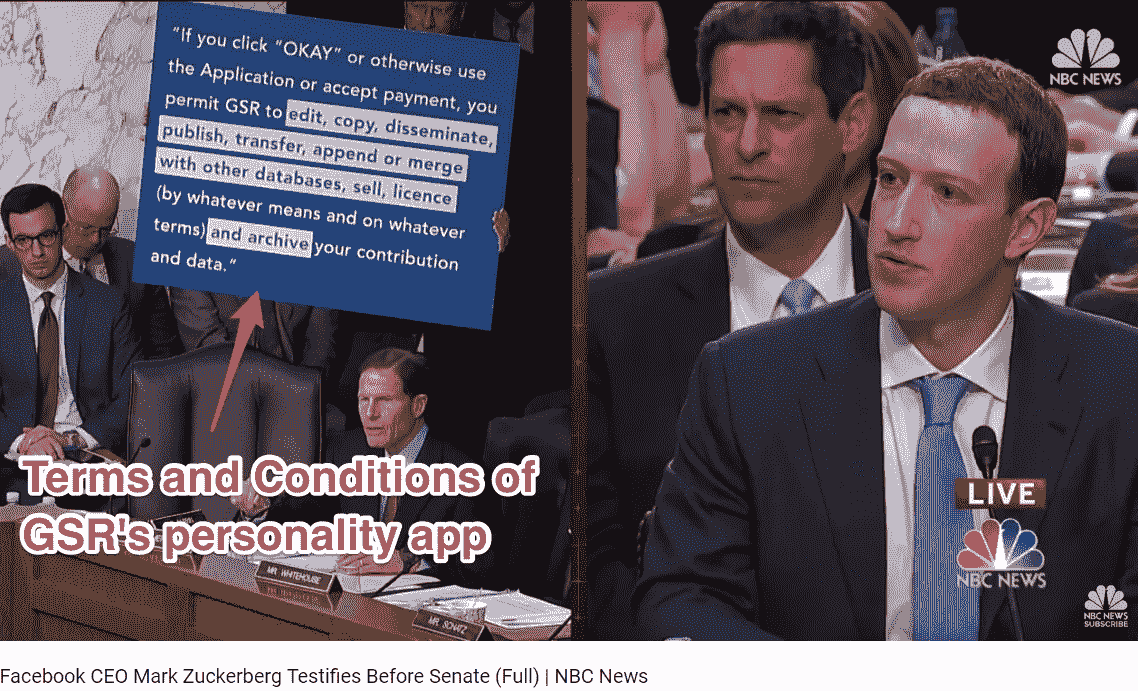 "If you click "OKAY" or otherwise use
the Application or accept payment, you
permit GSR to edit, copy, disseminate,
publish, transfer, append or merge
with other databases, sell, licence
(by whatever means and on whatever
terms) and archive your contribution
and data."
Terms and Conditions of
GSR's personality app
MR. WHITEHOUSE
MR. SCHATZ
NBC NEWS
LIVE
NBC NEWS
NBC NEWS
SUBSCRIBE
Facebook CEO Mark Zuckerberg Testifies Before Senate (Full) | NBC News